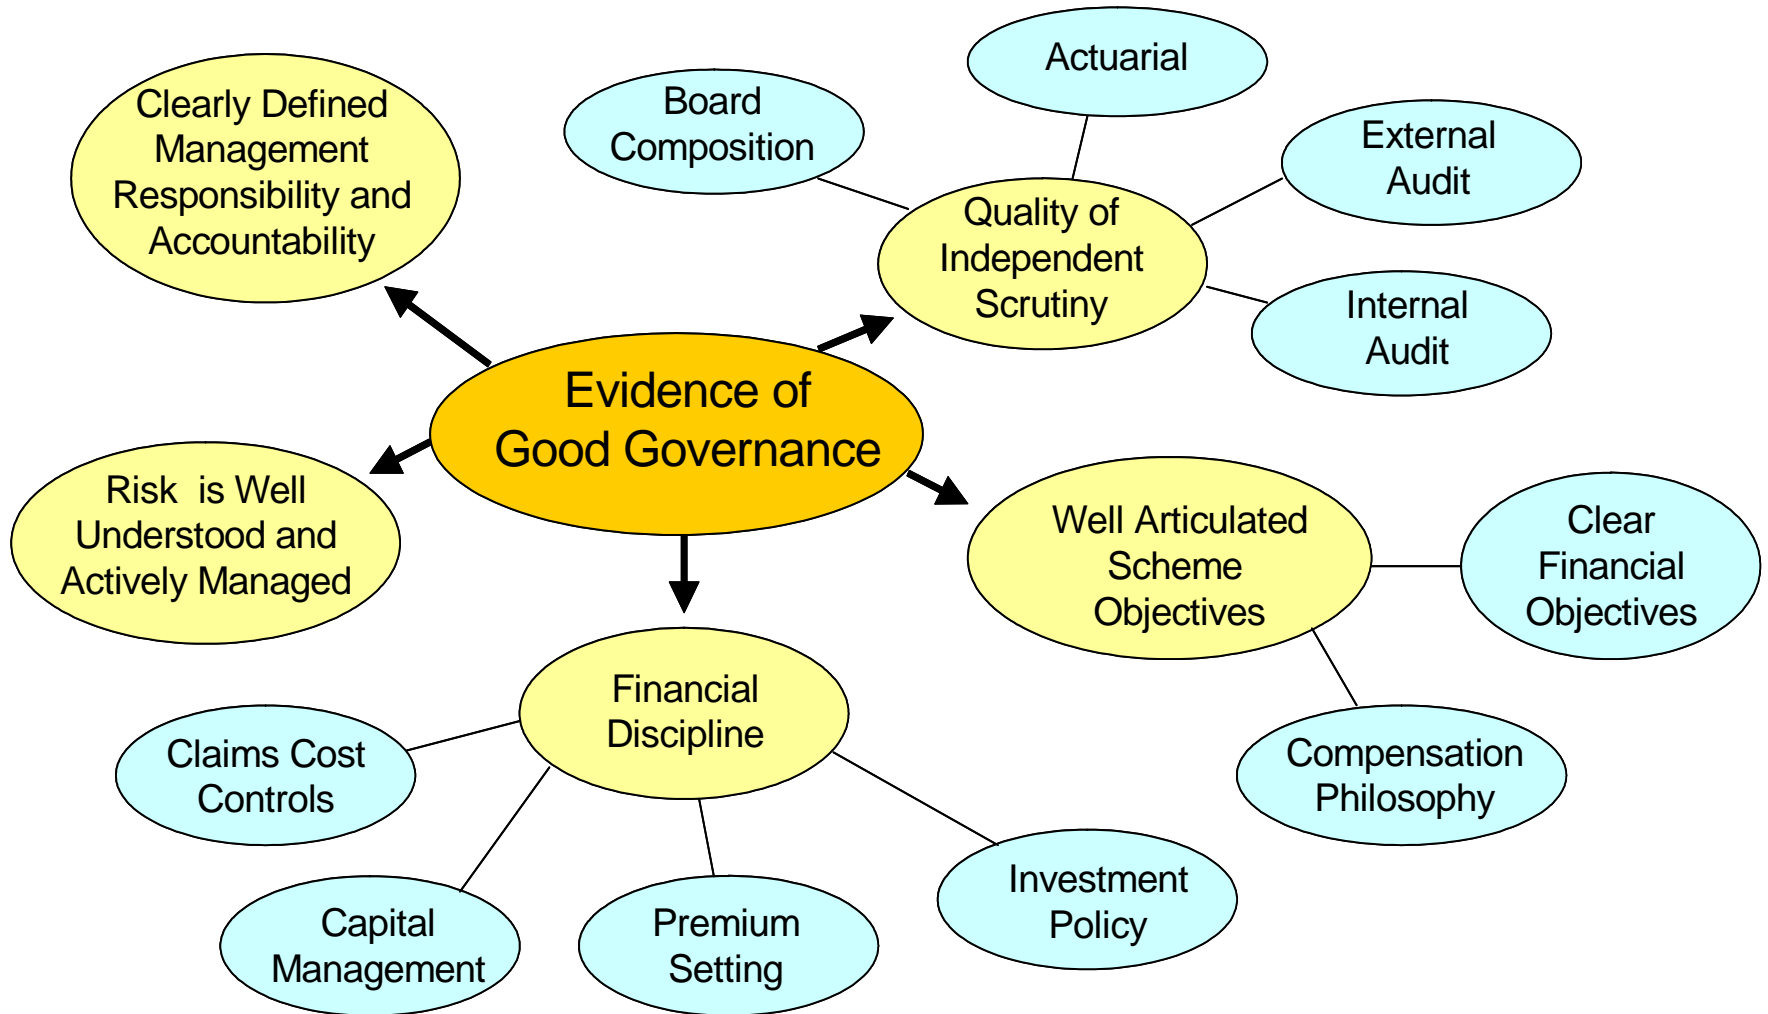 Clearly Defined
Management
Responsibility and
Accountability
Board
Composition
Actuarial
External
Audit
Quality of
Independent
Scrutiny
Internal
Audit
Evidence of
Good Governance
Risk is Well
Understood and
Actively Managed
Well Articulated
Scheme
Objectives
Clear
Financial
Objectives
Financial
Discipline
Claims Cost
Controls
Compensation
Philosophy
Capital
Management
Premium
Setting
Investment
Policy